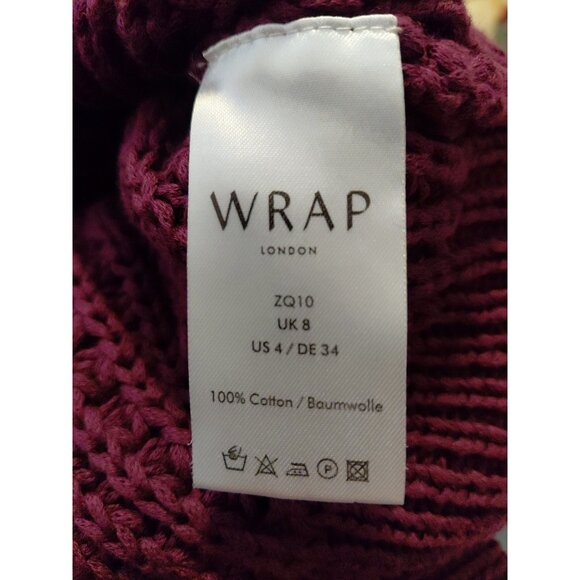 WRAP
LONDON
ZQ10
UK 8
US 4 / DE 34
100% Cotton / Baumwolle
P